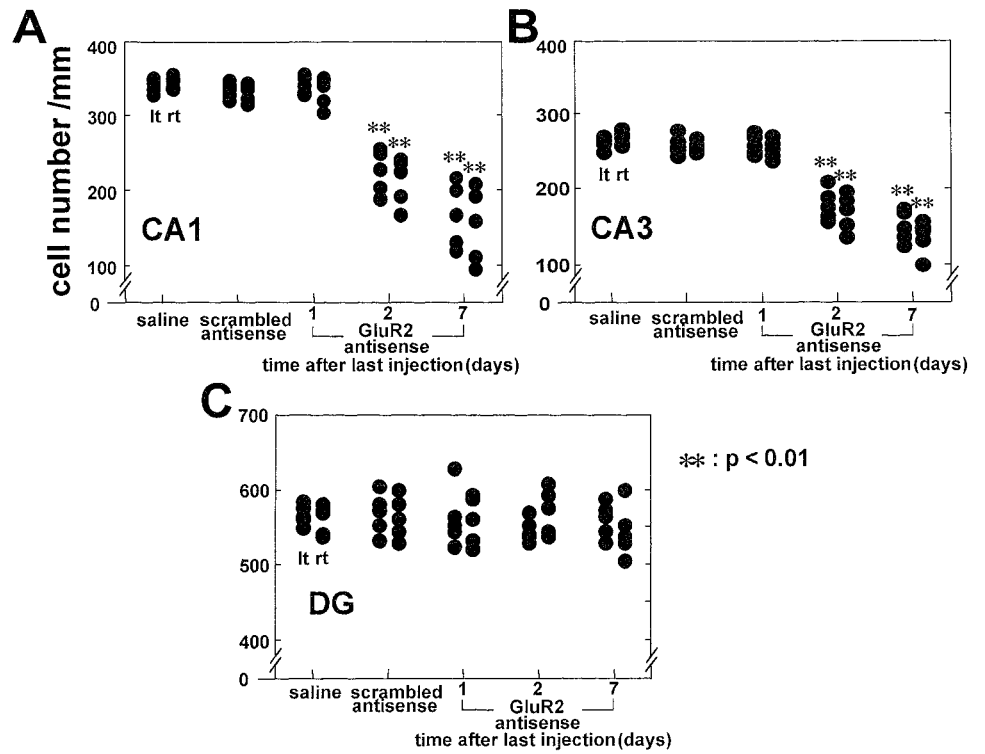 A
cell number /mm
400
300
200
100
0
lt rt
** ** ** **
CA1
saline
scrambled antisense
1 2 7
GluR2
antisense
time after last injection (days)
B
400
300
200
100
0
lt rt
** ** ** **
CA3
saline
scrambled antisense
1 2 7
GluR2
antisense
time after last injection (days)
C
700
600
500
400
0
lt rt
DG
saline
scrambled antisense
1 2 7
GluR2
antisense
time after last injection (days)
** : p < 0.01